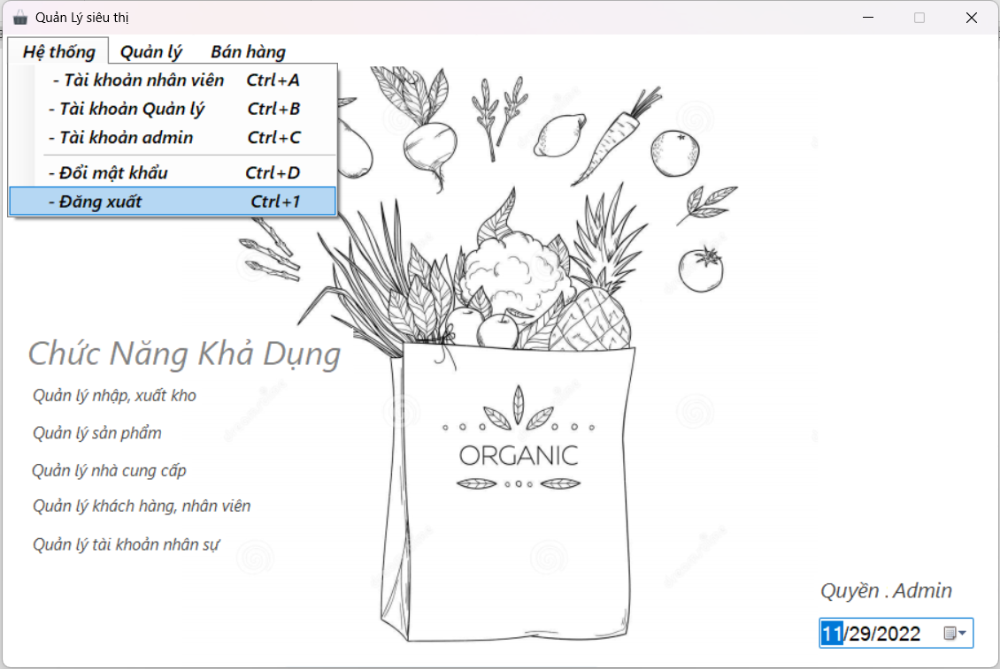 Quản Lý siêu thị
Hệ thống Quản lý Bán hàng
- Tài khoản nhân viên Ctrl+A
- Tài khoản Quản lý Ctrl+B
- Tài khoản admin Ctrl+C
- Đổi mật khẩu Ctrl+D
- Đăng xuất Ctrl+1
Chức Năng Khả Dụng
Quản lý nhập, xuất kho
Quản lý sản phẩm
Quản lý nhà cung cấp
Quản lý khách hàng, nhân viên
Quản lý tài khoản nhân sự
ORGANIC
Quyền . Admin
11/29/2022